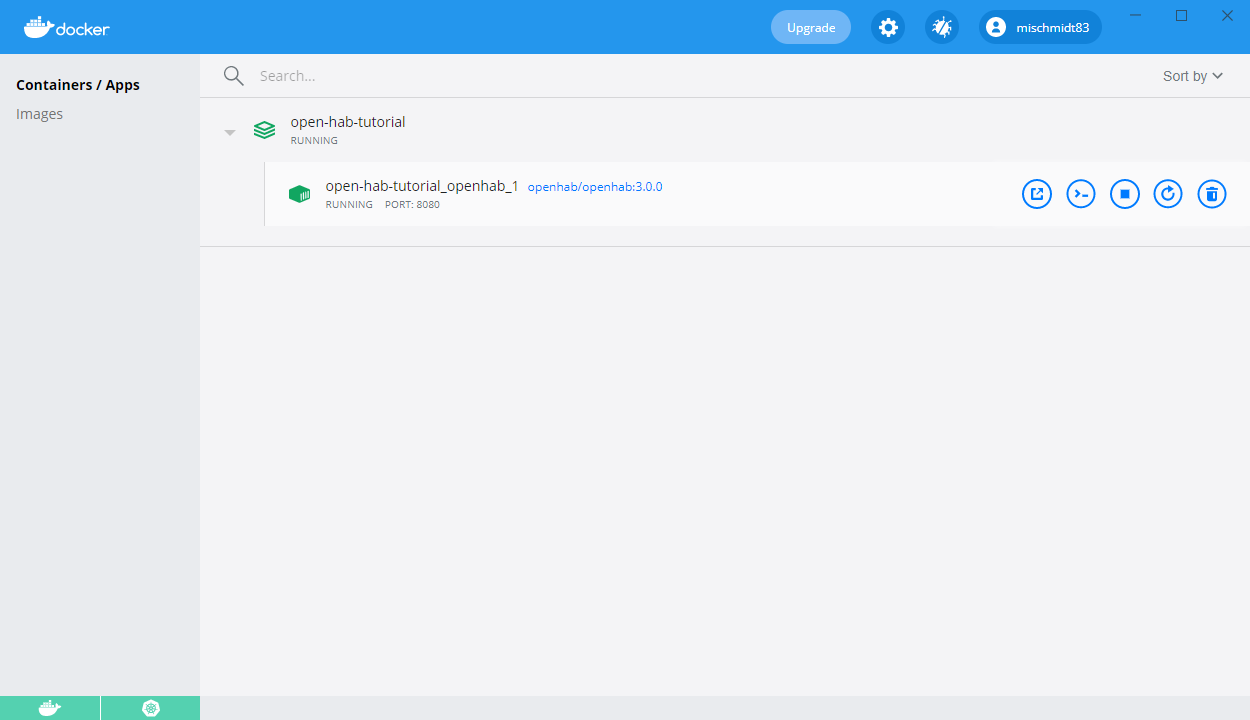 docker
Upgrade
mischmidt83
Containers / Apps
Images
Search...
Sort by
open-hab-tutorial
RUNNING
open-hab-tutorial_openhab_1 openhab/openhab:3.0.0
RUNNING PORT: 8080